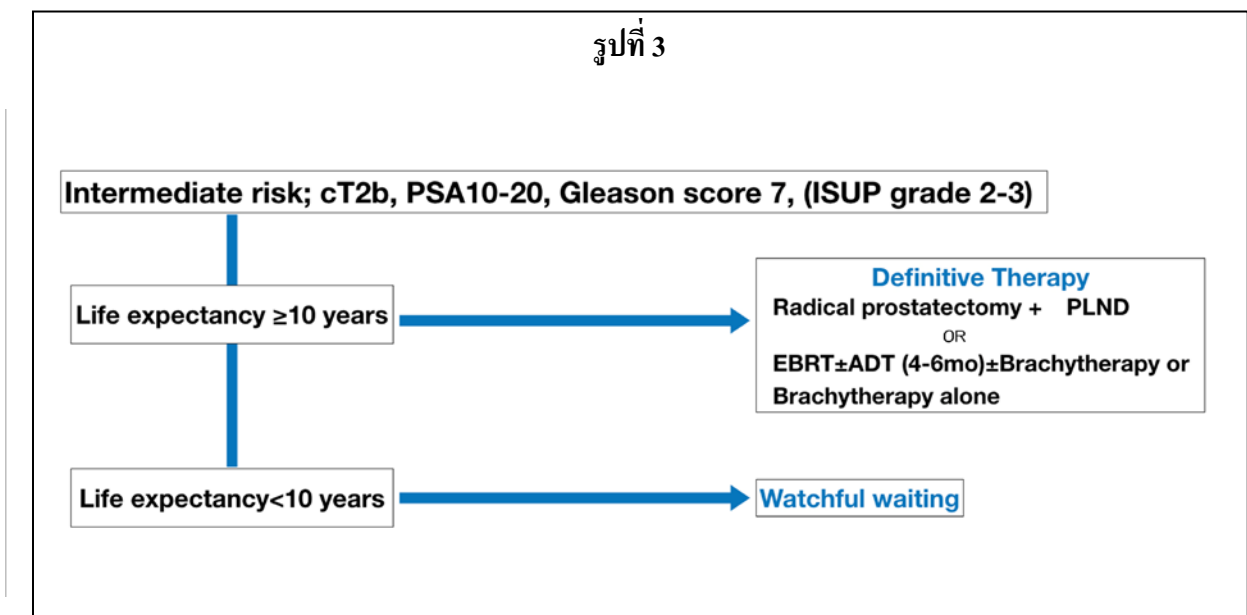 รูปที่ 3
Intermediate risk; cT2b, PSA10-20, Gleason score 7, (ISUP grade 2-3)
Life expectancy ≥10 years
Definitive Therapy
Radical prostatectomy + PLND
OR
EBRT±ADT (4-6mo)±Brachytherapy or
Brachytherapy alone
Life expectancy<10 years
Watchful waiting